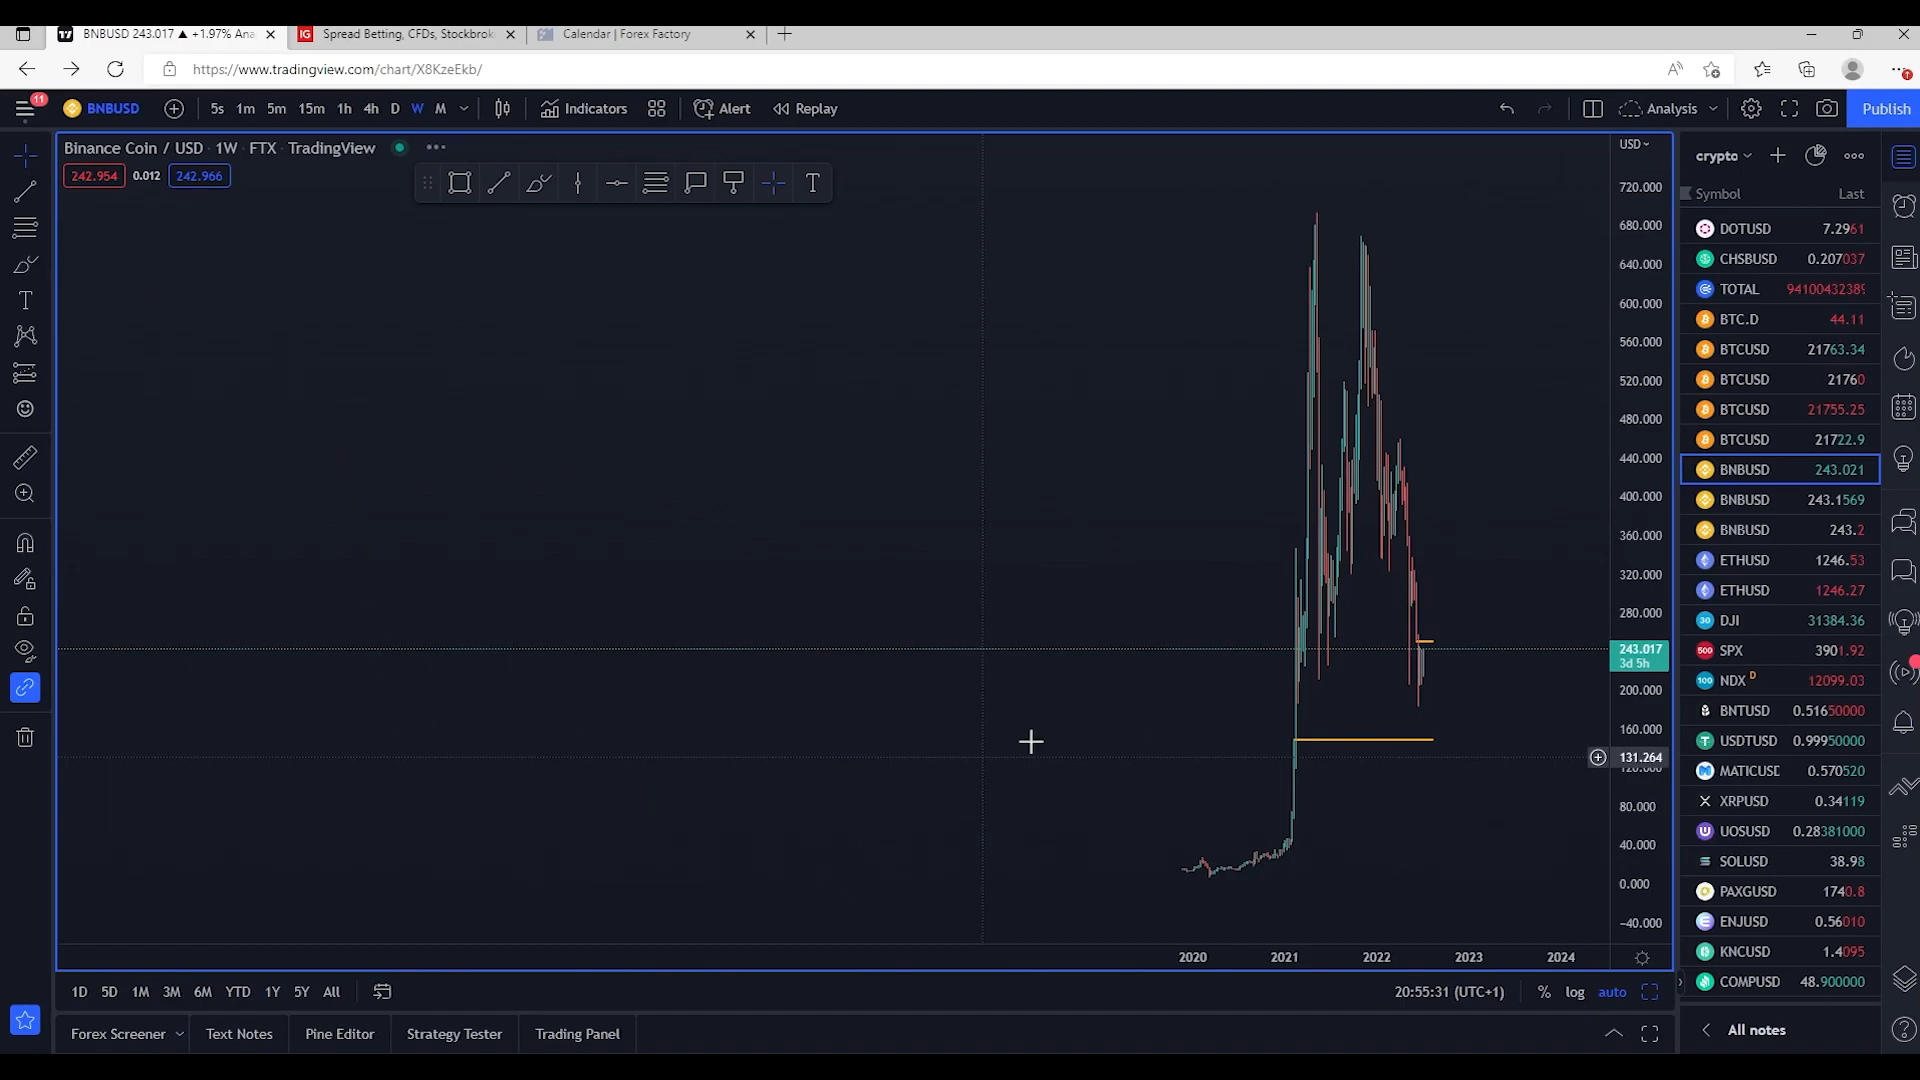 BNBUSD 243.017 ▲ +1.97% Ana
Spread Betting, CFDs, Stockbrok
Calendar | Forex Factory
https://www.tradingview.com/chart/X8KzeEkb/
11
BNBUSD
5s 1m 5m 15m 1h 4h D W M
Indicators
Alert
Replay
Analysis
Publish
Binance Coin / USD · 1W · FTX · TradingView
242.954 0.012 242.966
USD
720.000
680.000
640.000
600.000
560.000
520.000
480.000
440.000
400.000
360.000
320.000
280.000
243.017
3d 5h
200.000
160.000
131.264
120.000
80.000
40.000
0.000
−40.000
2020 2021 2022 2023 2024
crypto
Symbol Last
DOTUSD 7.2961
CHSBUSD 0.207037
TOTAL 94100432389
BTC.D 44.11
BTCUSD 21763.34
BTCUSD 21760
BTCUSD 21755.25
BTCUSD 21722.9
BNBUSD 243.021
BNBUSD 243.1569
BNBUSD 243.2
ETHUSD 1246.53
ETHUSD 1246.27
DJI 31384.36
SPX 3901.92
NDX D 12099.03
BNTUSD 0.51650000
USDTUSD 0.99950000
MATICUSD 0.570520
XRPUSD 0.34119
UOSUSD 0.28381000
SOLUSD 38.98
PAXGUSD 1740.8
ENJUSD 0.56010
KNCUSD 1.4095
COMPUSD 48.900000
All notes
1D 5D 1M 3M 6M YTD 1Y 5Y All
20:55:31 (UTC+1) % log auto
Forex Screener Text Notes Pine Editor Strategy Tester Trading Panel